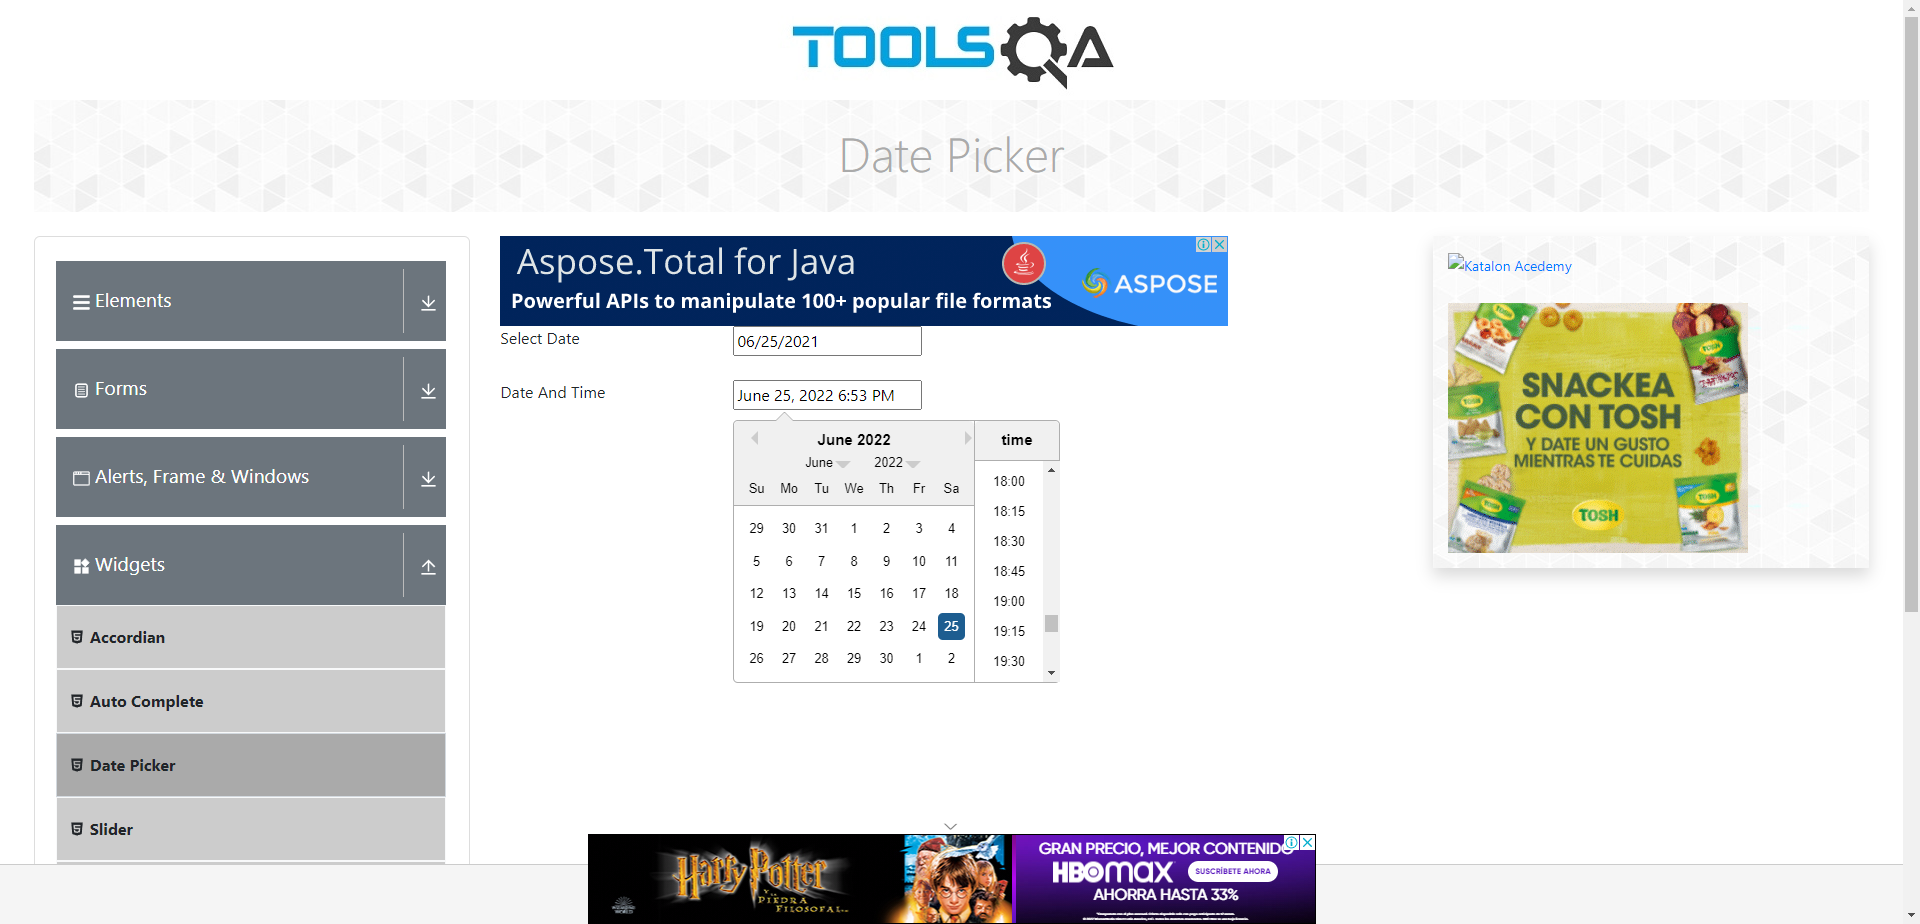 TOOLSQA
Date Picker
Elements
Forms
Alerts, Frame & Windows
Widgets
Accordian
Auto Complete
Date Picker
Slider
Aspose.Total for Java
Powerful APIs to manipulate 100+ popular file formats
ASPOSE
Select Date
06/25/2021
Date And Time
June 25, 2022 6:53 PM
June 2022
June 2022
Su Mo Tu We Th Fr Sa
29 30 31 1 2 3 4
5 6 7 8 9 10 11
12 13 14 15 16 17 18
19 20 21 22 23 24 25
26 27 28 29 30 1 2
time
18:00
18:15
18:30
18:45
19:00
19:15
19:30
Katalon Acedemy
SNACKEA
CON TOSH
Y DATE UN GUSTO
MIENTRAS TE CUIDAS
TOSH
Harry Potter
Y LA
PIEDRA
FILOSOFAL
GRAN PRECIO, MEJOR CONTENIDO
HBOMAX
SUSCRÍBETE AHORA
AHORRA HASTA 33%